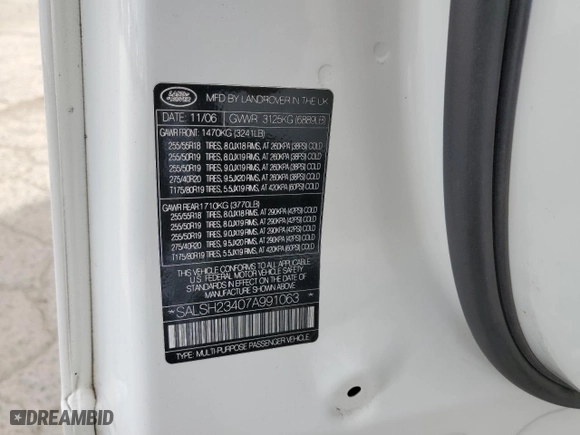 LAND-
ROVER
MFD BY LANDROVER IN THE UK
DATE: 11/06 GVWR 3125KG (6889LB)
GAWR FRONT: 1470KG (3241LB)
255/55R18 TIRES, 8.0JX18 RIMS, AT 260KPA (38PSI) COLD
255/50R19 TIRES, 8.0JX19 RIMS, AT 260KPA (38PSI) COLD
255/50R19 TIRES, 9.0JX19 RIMS, AT 260KPA (38PSI) COLD
275/40R20 TIRES, 9.5JX20 RIMS, AT 260KPA (38PSI) COLD
T175/80R19 TIRES, 5.5JX19 RIMS, AT 420KPA (60PSI) COLD
GAWR REAR: 1710KG (3770LB)
255/55R18 TIRES, 8.0JX18 RIMS, AT 290KPA (42PSI) COLD
255/50R19 TIRES, 8.0JX19 RIMS, AT 290KPA (42PSI) COLD
255/50R19 TIRES, 9.0JX19 RIMS, AT 290KPA (42PSI) COLD
275/40R20 TIRES, 9.5JX20 RIMS, AT 290KPA (42PSI) COLD
T175/80R19 TIRES, 5.5JX19 RIMS, AT 420KPA (60PSI) COLD
THIS VEHICLE CONFORMS TO ALL APPLICABLE
U.S. FEDERAL MOTOR VEHICLE SAFETY
STANDARDS IN EFFECT ON THE DATE
OF MANUFACTURE SHOWN ABOVE.
SALSH23407A991063
TYPE: MULTI-PURPOSE PASSENGER VEHICLE
DREAMBID